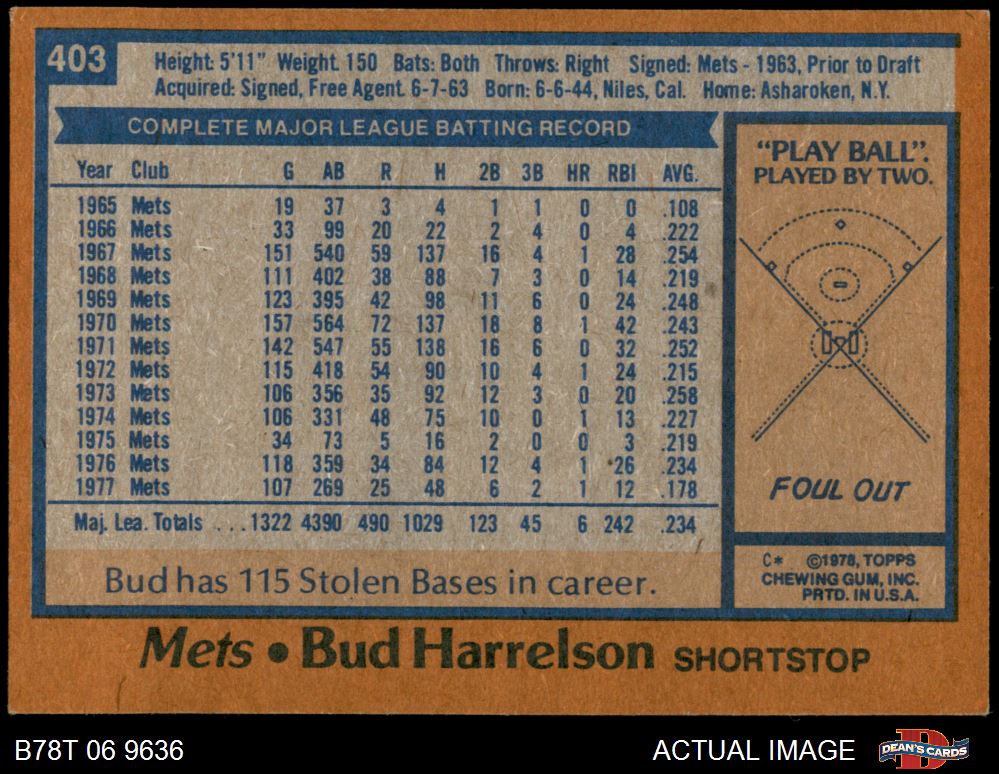 403
Height: 5'11" Weight. 150 Bats: Both Throws: Right Signed: Mets - 1963, Prior to Draft
Acquired: Signed, Free Agent. 6-7-63 Born: 6-6-44, Niles, Cal. Home: Asharoken, N.Y.
COMPLETE MAJOR LEAGUE BATTING RECORD
Year Club G AB R H 2B 3B HR RBI AVG.
1965 Mets 19 37 3 4 1 1 0 0 .108
1966 Mets 33 99 20 22 2 4 0 4 .222
1967 Mets 151 540 59 137 16 4 1 28 .254
1968 Mets 111 402 38 88 7 3 0 14 .219
1969 Mets 123 395 42 98 11 6 0 24 .248
1970 Mets 157 564 72 137 18 8 1 42 .243
1971 Mets 142 547 55 138 16 6 0 32 .252
1972 Mets 115 418 54 90 10 4 1 24 .215
1973 Mets 106 356 35 92 12 3 0 20 .258
1974 Mets 106 331 48 75 10 0 1 13 .227
1975 Mets 34 73 5 16 2 0 0 3 .219
1976 Mets 118 359 34 84 12 4 1 26 .234
1977 Mets 107 269 25 48 6 2 1 12 .178
Maj. Lea. Totals ... 1322 4390 490 1029 123 45 6 242 .234
Bud has 115 Stolen Bases in career.
"PLAY BALL".
PLAYED BY TWO.
FOUL OUT
C* ©1978, TOPPS
CHEWING GUM, INC.
PRTD. IN U.S.A.
Mets • Bud Harrelson SHORTSTOP
B78T 06 9636
ACTUAL IMAGE
D
DEAN'S CARDS